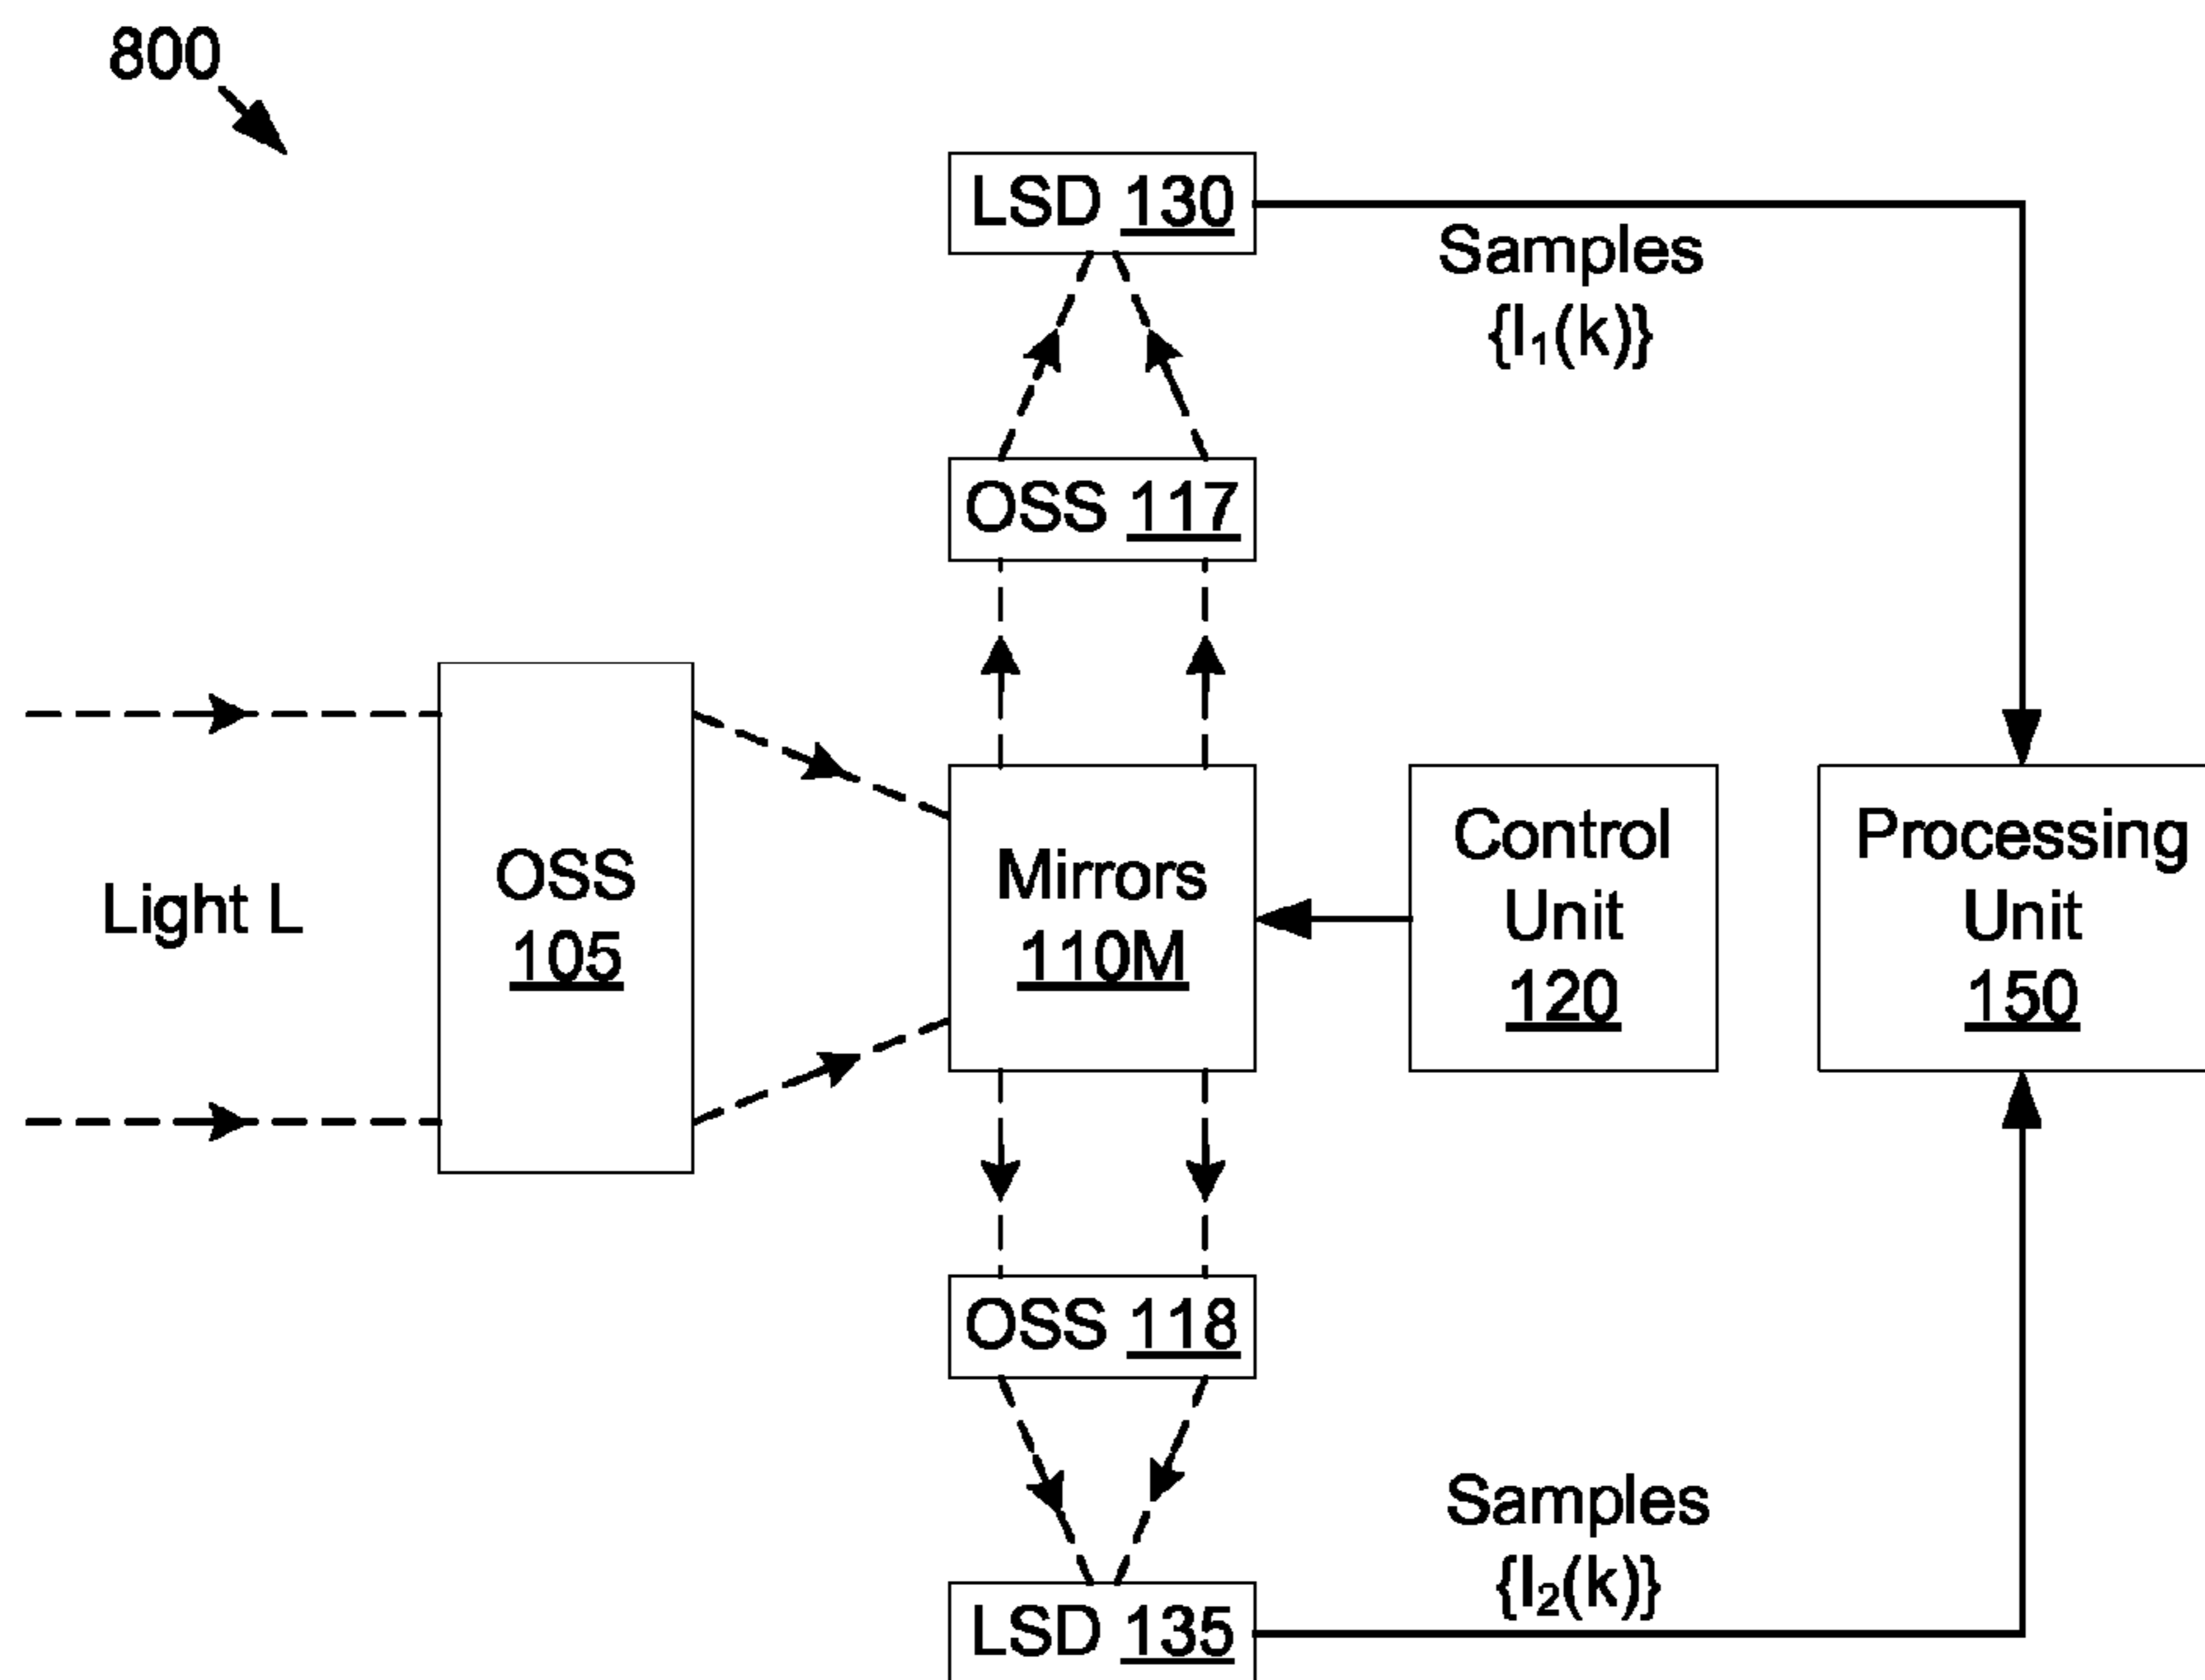 800
LSD 130
Samples
{I₁(k)}
OSS 117
Light L
OSS
105
Mirrors
110M
Control
Unit
120
Processing
Unit
150
OSS 118
Samples
{I₂(k)}
LSD 135